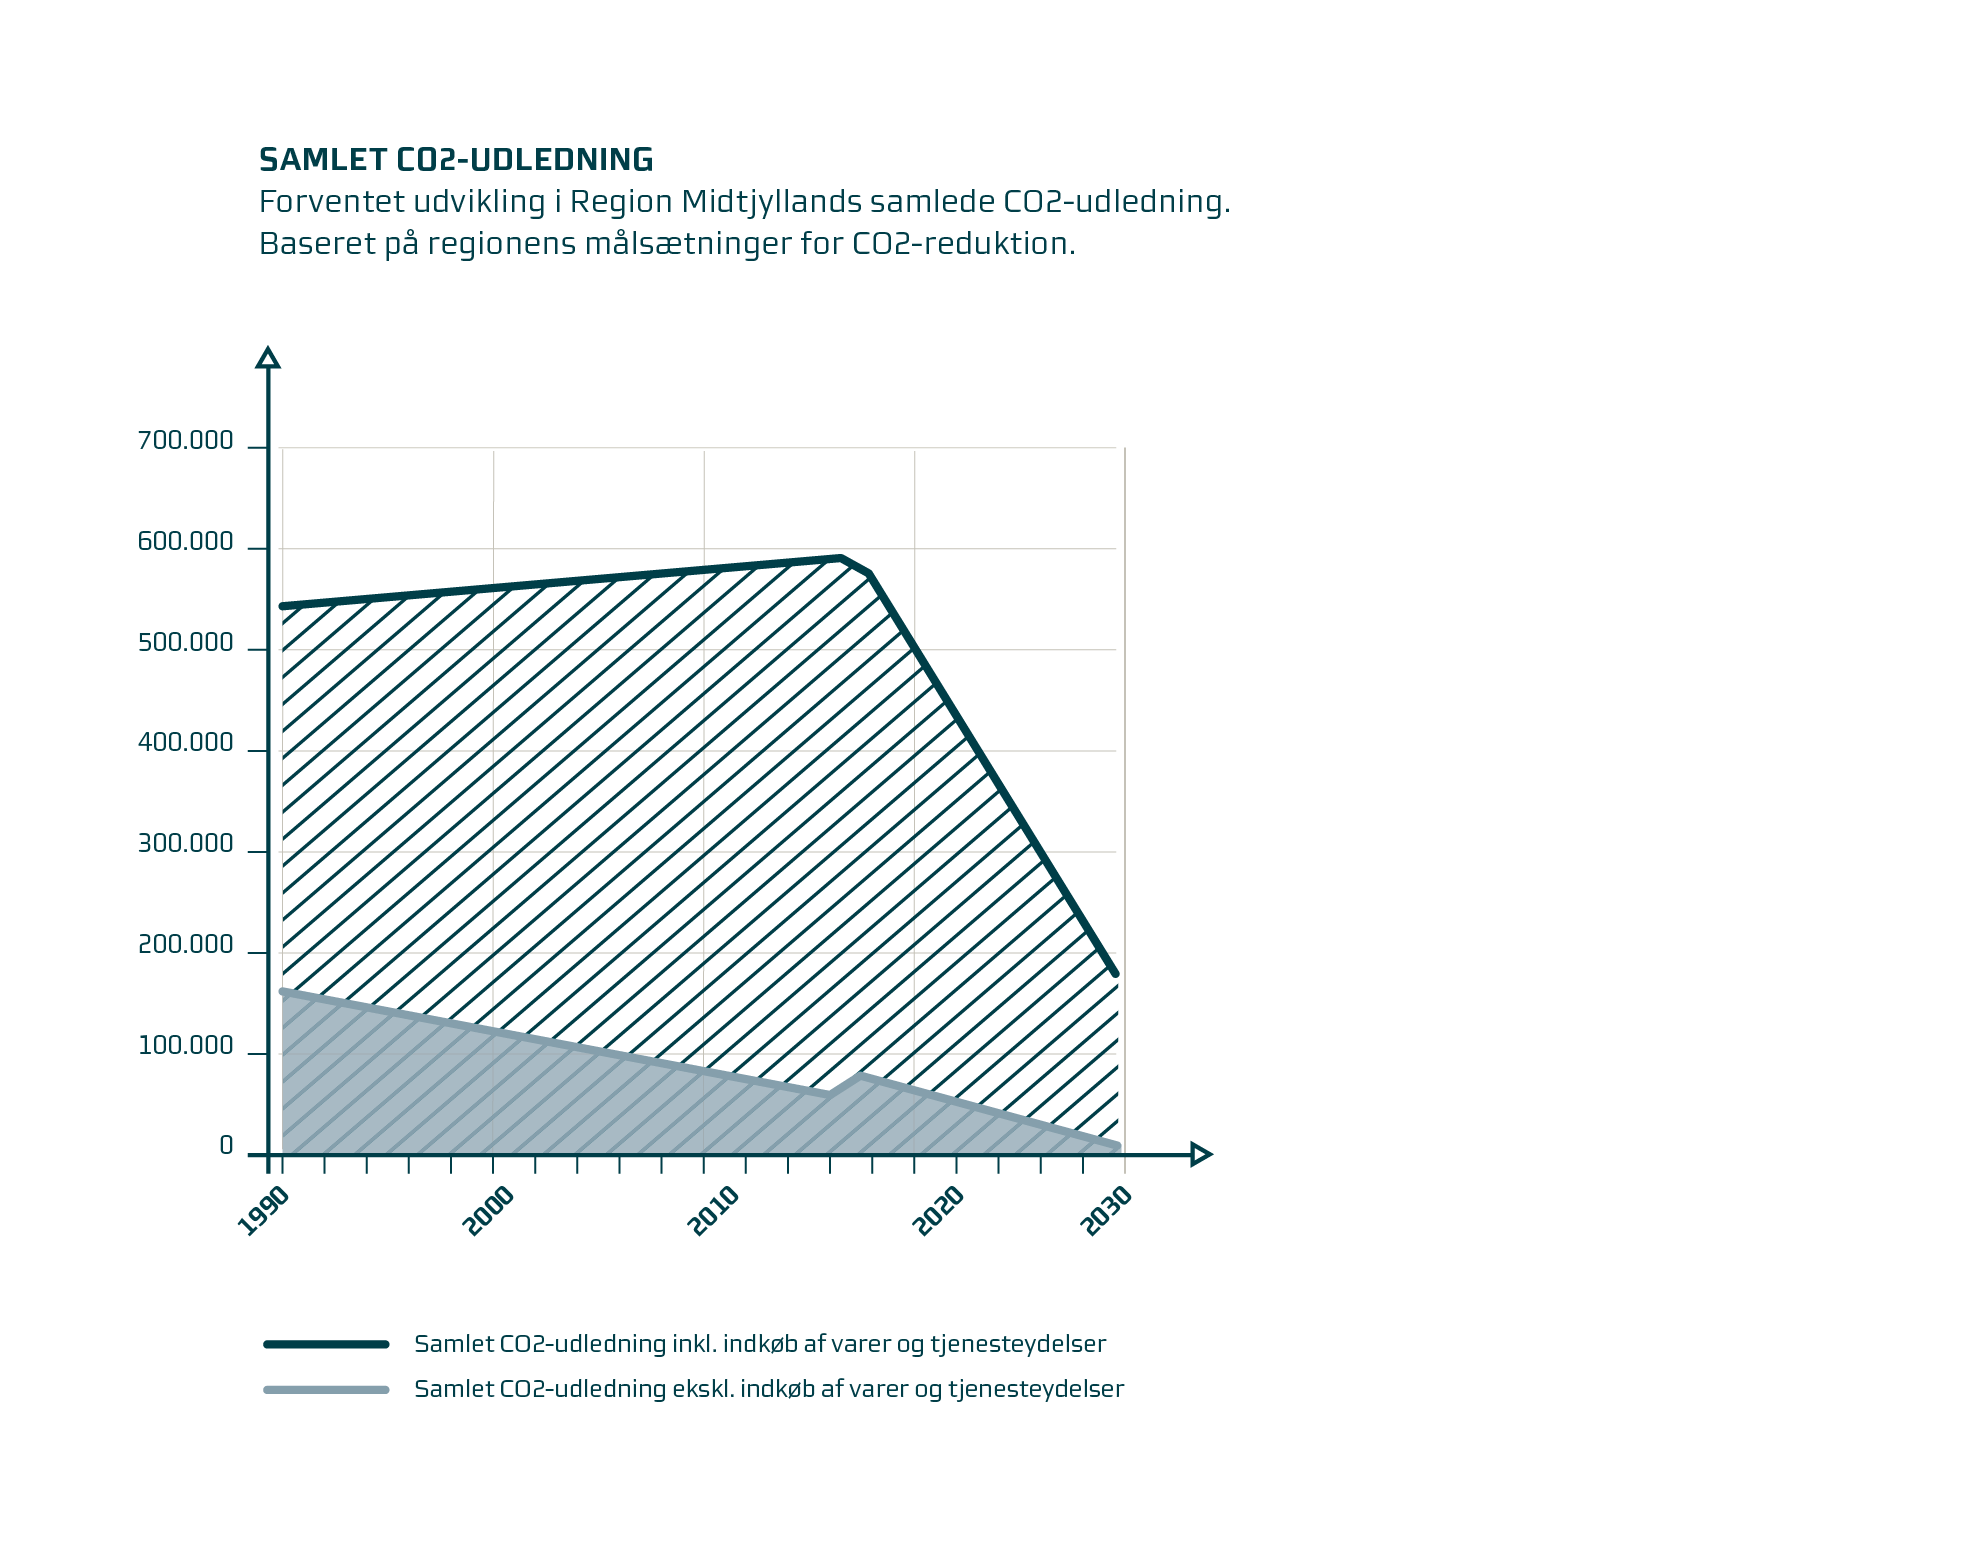 SAMLET CO2-UDLEDNING
Forventet udvikling i Region Midtjyllands samlede CO2-udledning.
Baseret på regionens målsætninger for CO2-reduktion.
700.000
600.000
500.000
400.000
300.000
200.000
100.000
0
1990 2000 2010 2020 2030
Samlet CO2-udledning inkl. indkøb af varer og tjenesteydelser
Samlet CO2-udledning ekskl. indkøb af varer og tjenesteydelser